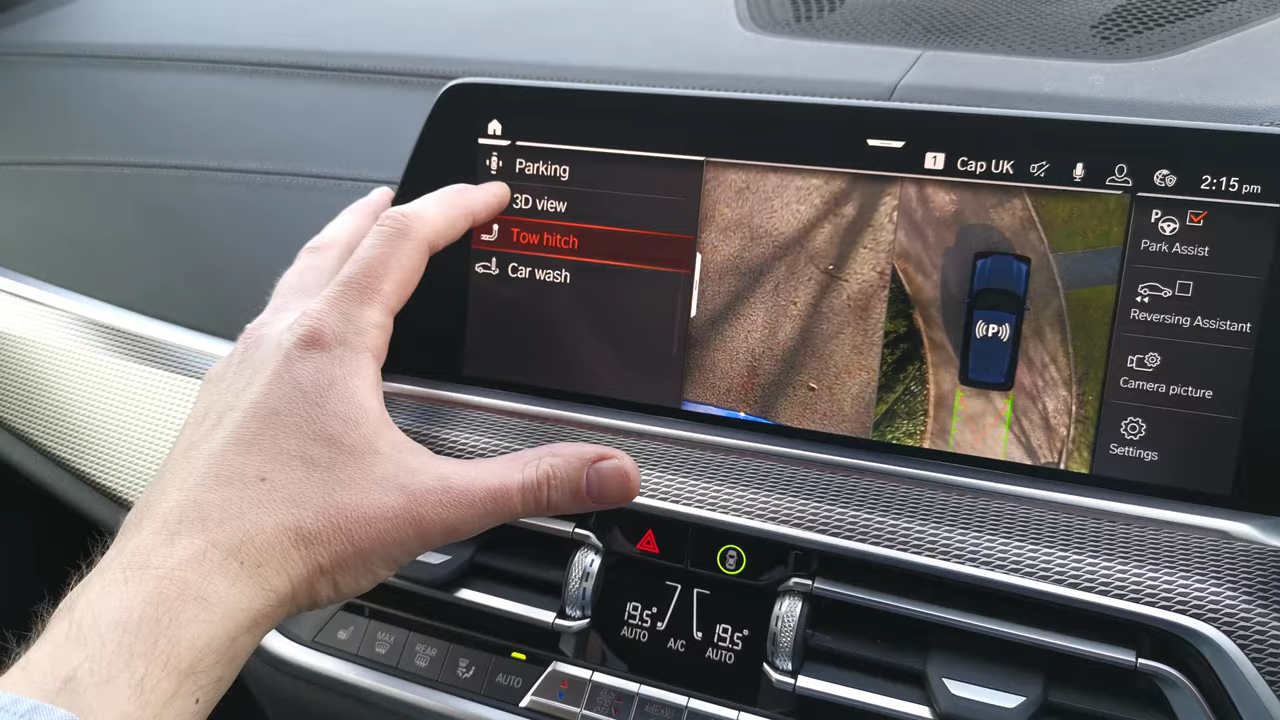 1 Cap UK 2:15 pm
Parking
3D view
Tow hitch
Car wash
((P))
P
Park Assist
Reversing Assistant
Camera picture
Settings
19.5° 19.5°
AUTO A/C AUTO
MAX
REAR
AUTO
MENU